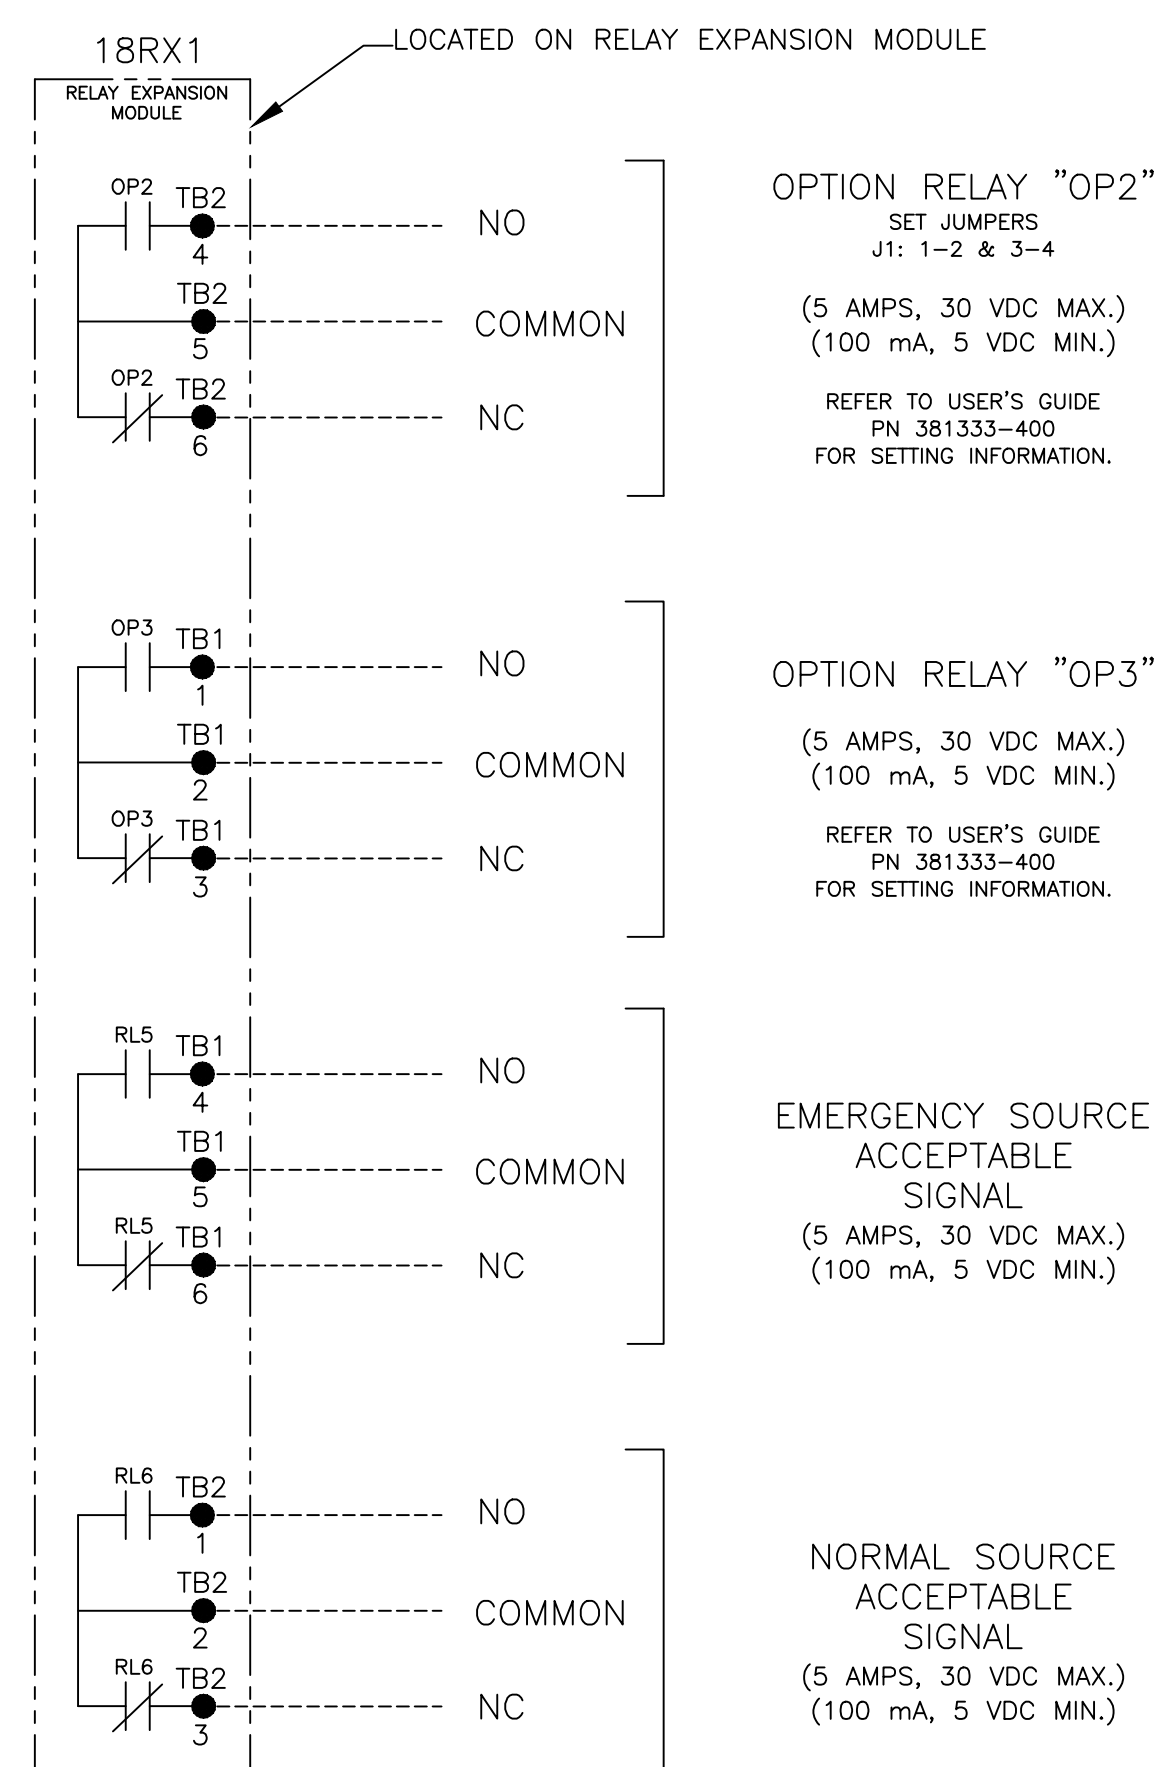 18RX1
LOCATED ON RELAY EXPANSION MODULE
RELAY EXPANSION
MODULE
OP2 TB2
4
NO
TB2
5
COMMON
OP2 TB2
6
NC
OPTION RELAY "OP2"
SET JUMPERS
J1: 1-2 & 3-4
(5 AMPS, 30 VDC MAX.)
(100 mA, 5 VDC MIN.)
REFER TO USER'S GUIDE
PN 381333-400
FOR SETTING INFORMATION.
OP3 TB1
1
NO
TB1
2
COMMON
OP3 TB1
3
NC
OPTION RELAY "OP3"
(5 AMPS, 30 VDC MAX.)
(100 mA, 5 VDC MIN.)
REFER TO USER'S GUIDE
PN 381333-400
FOR SETTING INFORMATION.
RL5 TB1
4
NO
TB1
5
COMMON
RL5 TB1
6
NC
EMERGENCY SOURCE
ACCEPTABLE
SIGNAL
(5 AMPS, 30 VDC MAX.)
(100 mA, 5 VDC MIN.)
RL6 TB2
1
NO
TB2
2
COMMON
RL6 TB2
3
NC
NORMAL SOURCE
ACCEPTABLE
SIGNAL
(5 AMPS, 30 VDC MAX.)
(100 mA, 5 VDC MIN.)